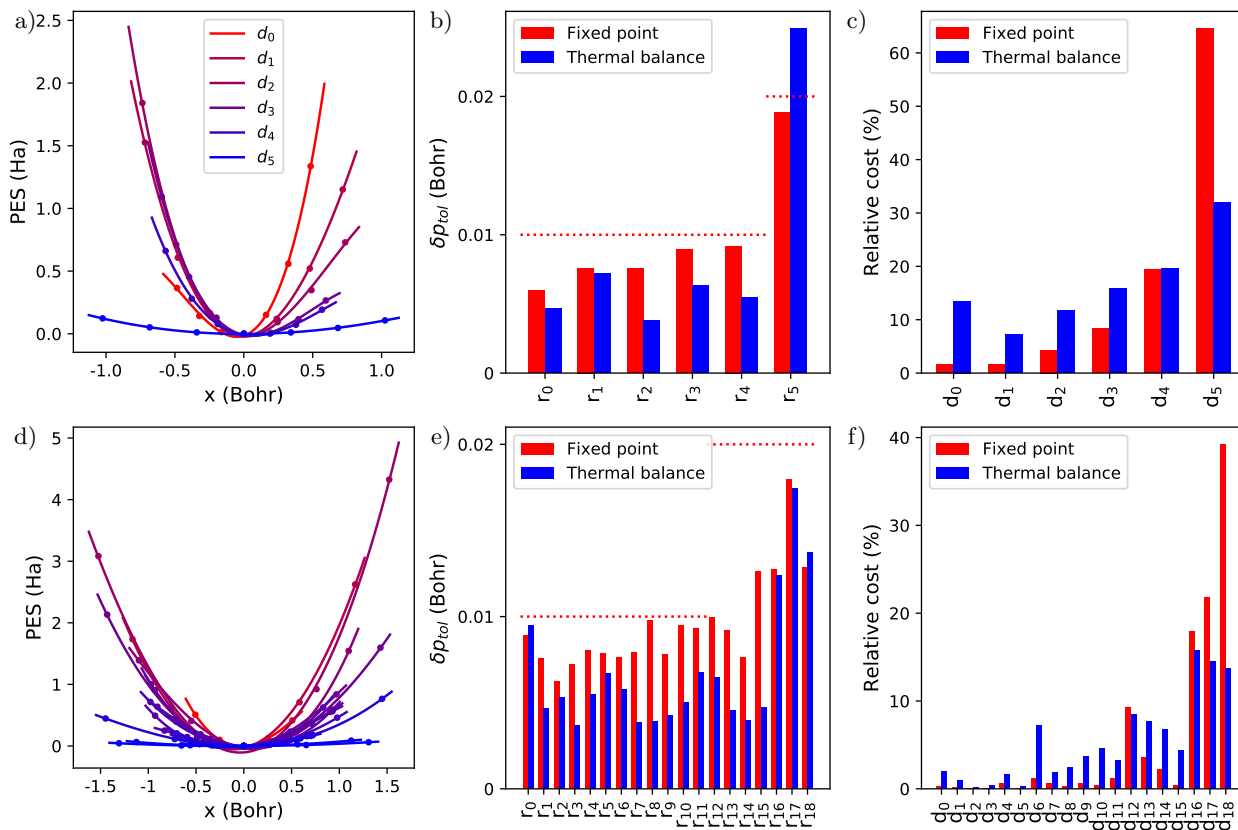 a)
2.5
2.0
1.5
1.0
0.5
0.0
PES (Ha)
-1.0
-0.5
0.0
0.5
1.0
x (Bohr)
d₀
d₁
d₂
d₃
d₄
d₅
b)
0.02
0.01
0
δp_tol (Bohr)
Fixed point
Thermal balance
r₀
r₁
r₂
r₃
r₄
r₅
c)
60
50
40
30
20
10
0
Relative cost (%)
Fixed point
Thermal balance
d₀
d₁
d₂
d₃
d₄
d₅
d)
5
4
3
2
1
0
PES (Ha)
-1.5
-1
-0.5
0
0.5
1
1.5
x (Bohr)
e)
0.02
0.01
0
δp_tol (Bohr)
Fixed point
Thermal balance
r₀
r₁
r₂
r₃
r₄
r₅
r₆
r₇
r₈
r₉
r₁₀
r₁₁
r₁₂
r₁₃
r₁₄
r₁₅
r₁₆
r₁₇
r₁₈
f)
40
30
20
10
0
Relative cost (%)
Fixed point
Thermal balance
d₀
d₁
d₂
d₃
d₄
d₅
d₆
d₇
d₈
d₉
d₁₀
d₁₁
d₁₂
d₁₃
d₁₄
d₁₅
d₁₆
d₁₇
d₁₈